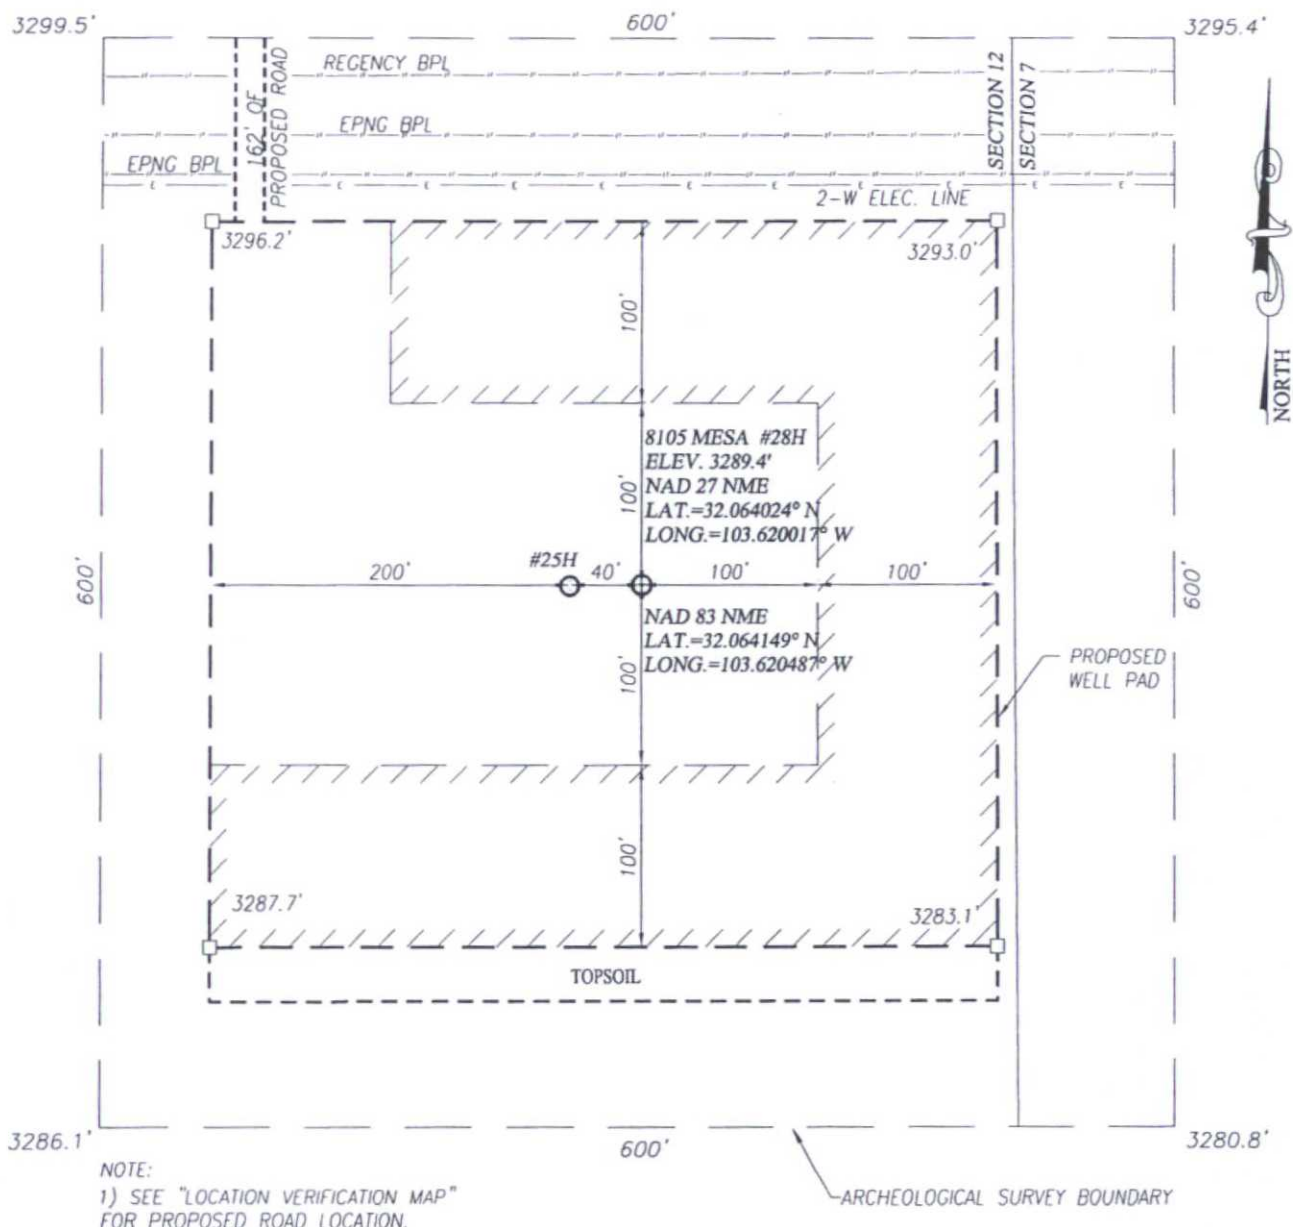 3299.5'
600'
3295.4'
REGENCY BPL
162' OF
PROPOSED ROAD
EPNG BPL
EPNG BPL
SECTION 12
SECTION 7
E E E E E E E E E E
2-W ELEC. LINE
3296.2'
3293.0'
NORTH
100'
8105 MESA #28H
ELEV. 3289.4'
NAD 27 NME
LAT.=32.064024° N
LONG.=103.620017° W
100'
#25H
600'
200'
40'
100'
100'
600'
NAD 83 NME
LAT.=32.064149° N
LONG.=103.620487° W
100'
PROPOSED
WELL PAD
100'
3287.7'
3283.1'
TOPSOIL
3286.1'
600'
3280.8'
NOTE:
1) SEE "LOCATION VERIFICATION MAP"
FOR PROPOSED ROAD LOCATION.
ARCHEOLOGICAL SURVEY BOUNDARY